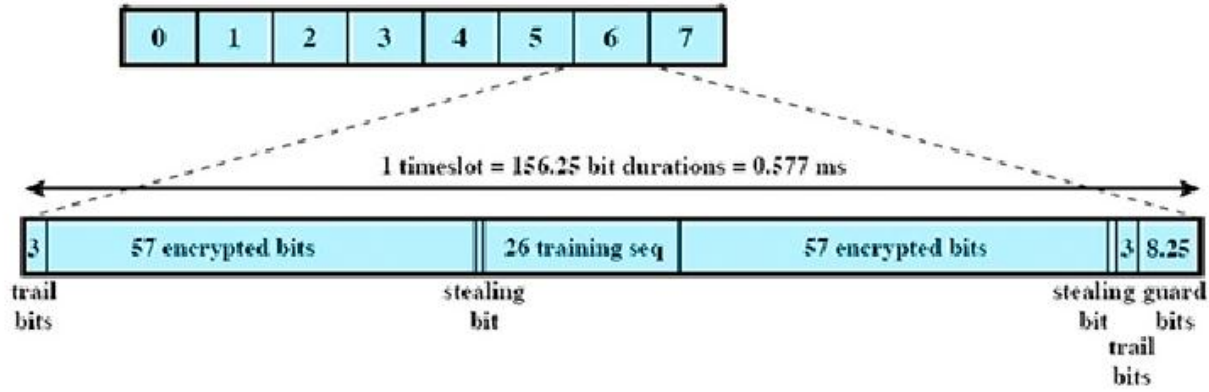 0 1 2 3 4 5 6 7
1 timeslot = 156.25 bit durations = 0.577 ms
3 57 encrypted bits 26 training seq 57 encrypted bits 3 8.25
trail bits
stealing bit
stealing bit
trail bits
guard bits